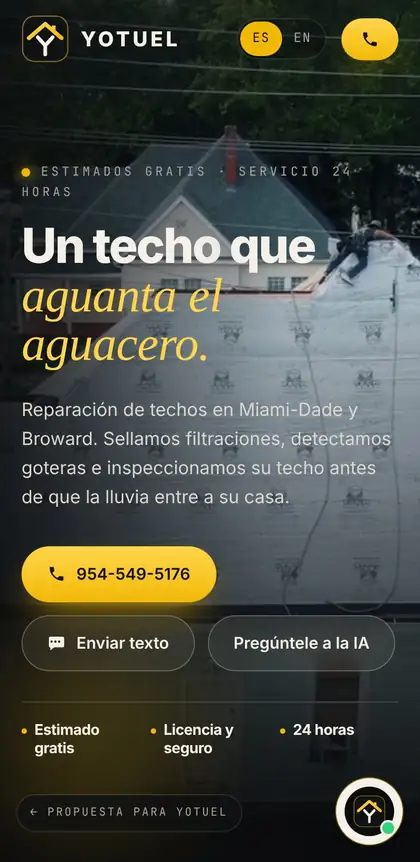 YOTUEL
ES EN
ESTIMADOS GRATIS · SERVICIO 24
HORAS
Un techo que
aguanta el
aguacero.
Reparación de techos en Miami-Dade y
Broward. Sellamos filtraciones, detectamos
goteras e inspeccionamos su techo antes
de que la lluvia entre a su casa.
954-549-5176
Enviar texto
Pregúntele a la IA
Estimado
gratis
Licencia y
seguro
24 horas
← PROPUESTA PARA YOTUEL